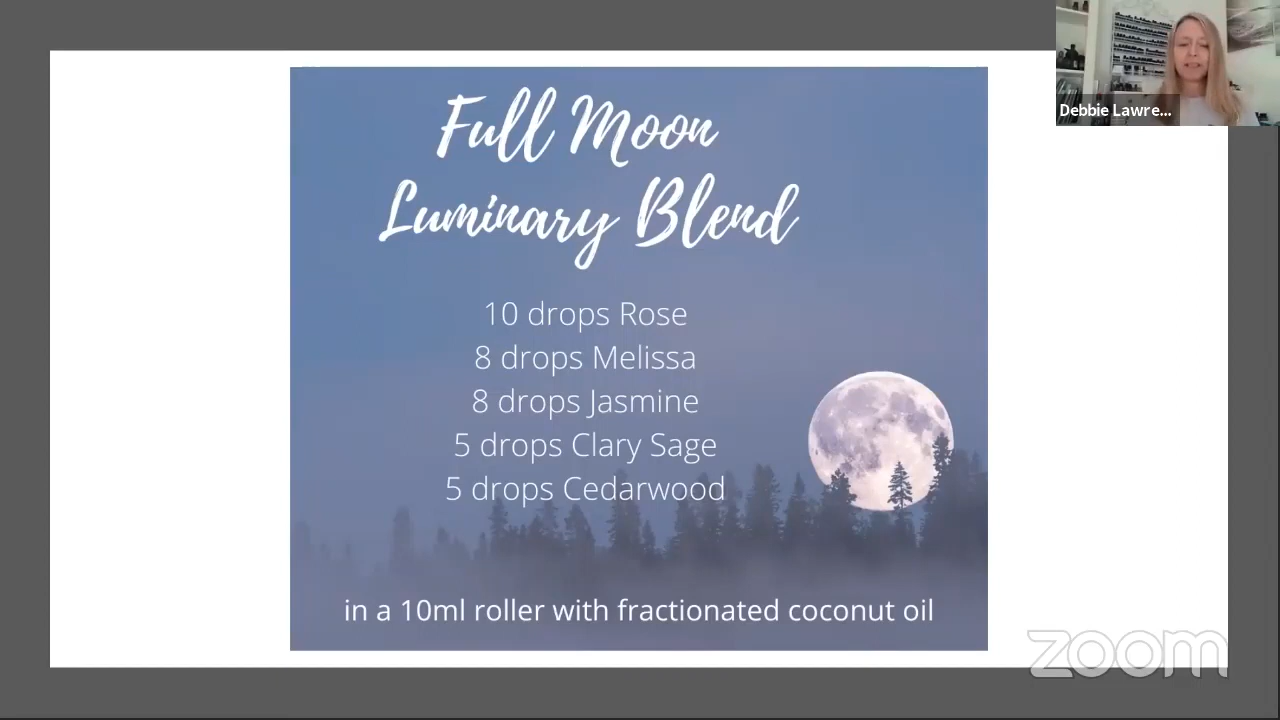 Full Moon
Luminary Blend
10 drops Rose
8 drops Melissa
8 drops Jasmine
5 drops Clary Sage
5 drops Cedarwood
in a 10ml roller with fractionated coconut oil
Debbie Lawre...
zoom